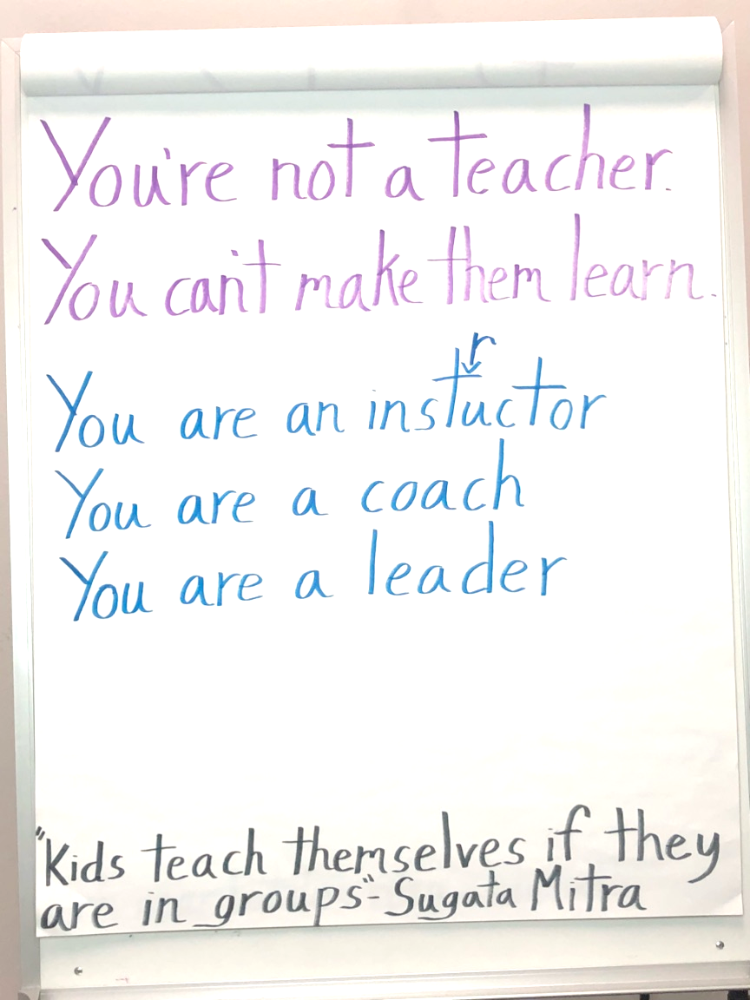 You're not a teacher.
You can't make them learn.
r
You are an instuctor
You are a coach
You are a leader
"Kids teach themselves if they
are in groups" - Sugata Mitra